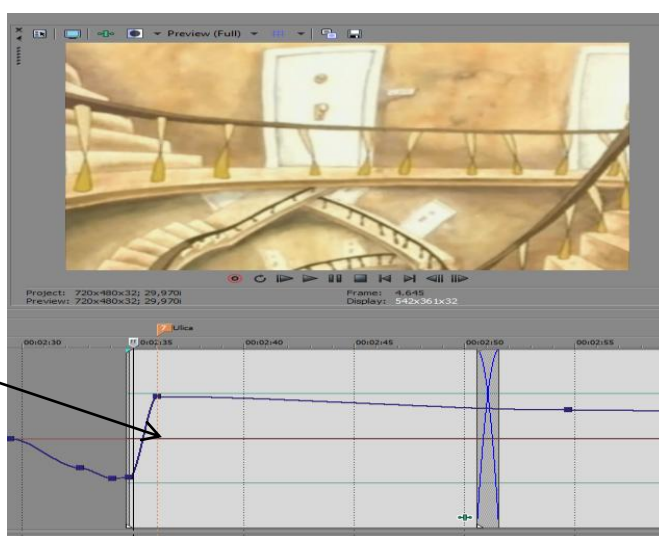 Preview (Full)
Project: 720x480x32; 29,970i
Frame: 4.645
Preview: 720x480x32; 29,970i
Display: 542x361x32
7 Ulica
00:02:30
00:02:35
00:02:40
00:02:45
00:02:50
00:02:55